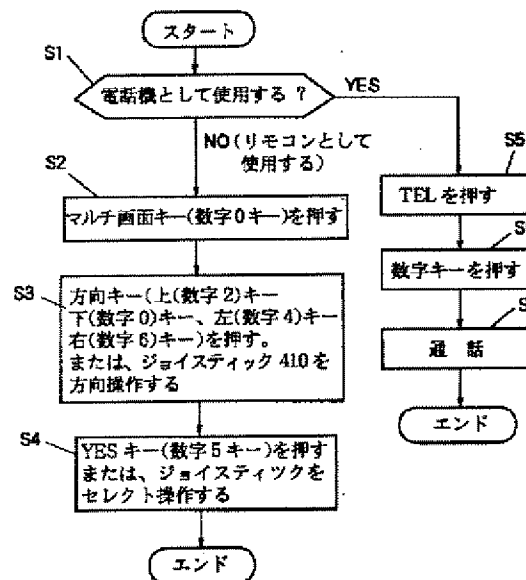 スタート
S1
電話機として使用する ?
YES
NO(リモコンとして
使用する)
S2
マルチ画面キー(数字0キー)を押す
S3
方向キー(上(数字2)キー
下(数字0)キー、左(数字4)キー
右(数字6)キー)を押す。
または、ジョイスティック410を
方向操作する
S4
YESキー(数字5キー)を押す
または、ジョイスティツクを
セレクト操作する
エンド
S5
TELを押す
S
数字キーを押す
S
通 話
エンド